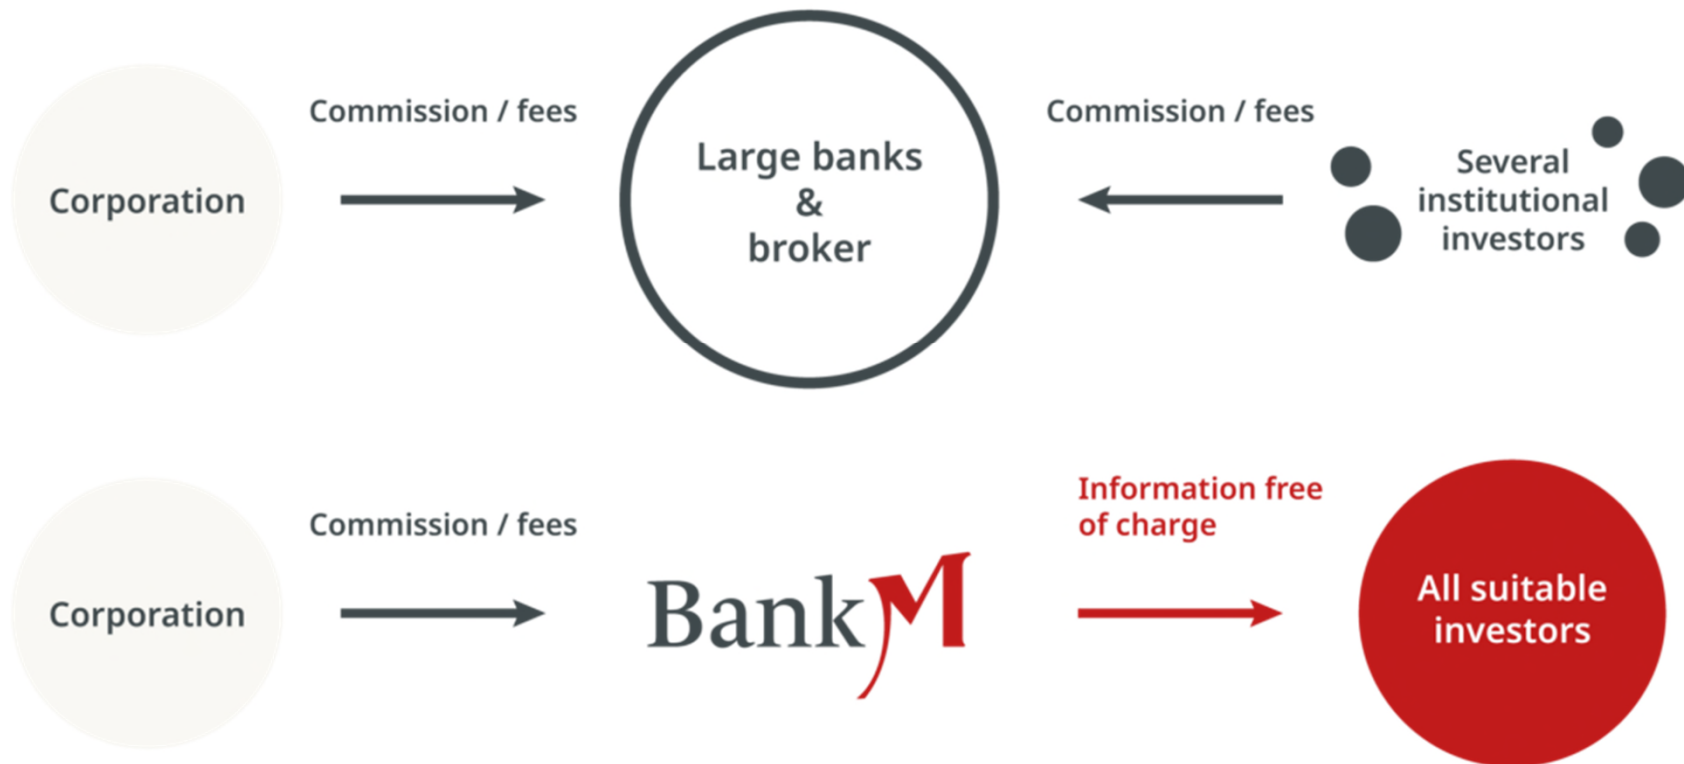 Commission / fees
Commission / fees
Corporation
Large banks
&
broker
Several
institutional
investors
Commission / fees
Information free
of charge
Corporation
BankM
All suitable
investors